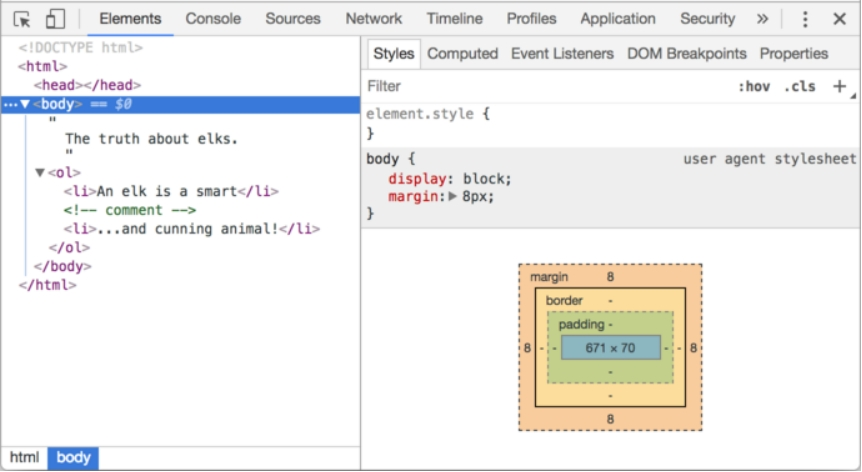 Elements Console Sources Network Timeline Profiles Application Security »
<!DOCTYPE html>
<html>
<head></head>
…▼<body> == $0
"
The truth about elks.
"
▼<ol>
<li>An elk is a smart</li>
<!-- comment -->
<li>...and cunning animal!</li>
</ol>
</body>
</html>
html body
Styles Computed Event Listeners DOM Breakpoints Properties
Filter :hov .cls +
element.style {
}
body { user agent stylesheet
display: block;
margin:▶ 8px;
}
margin 8
border -
padding -
8 - - 671 × 70 - - 8
-
-
8